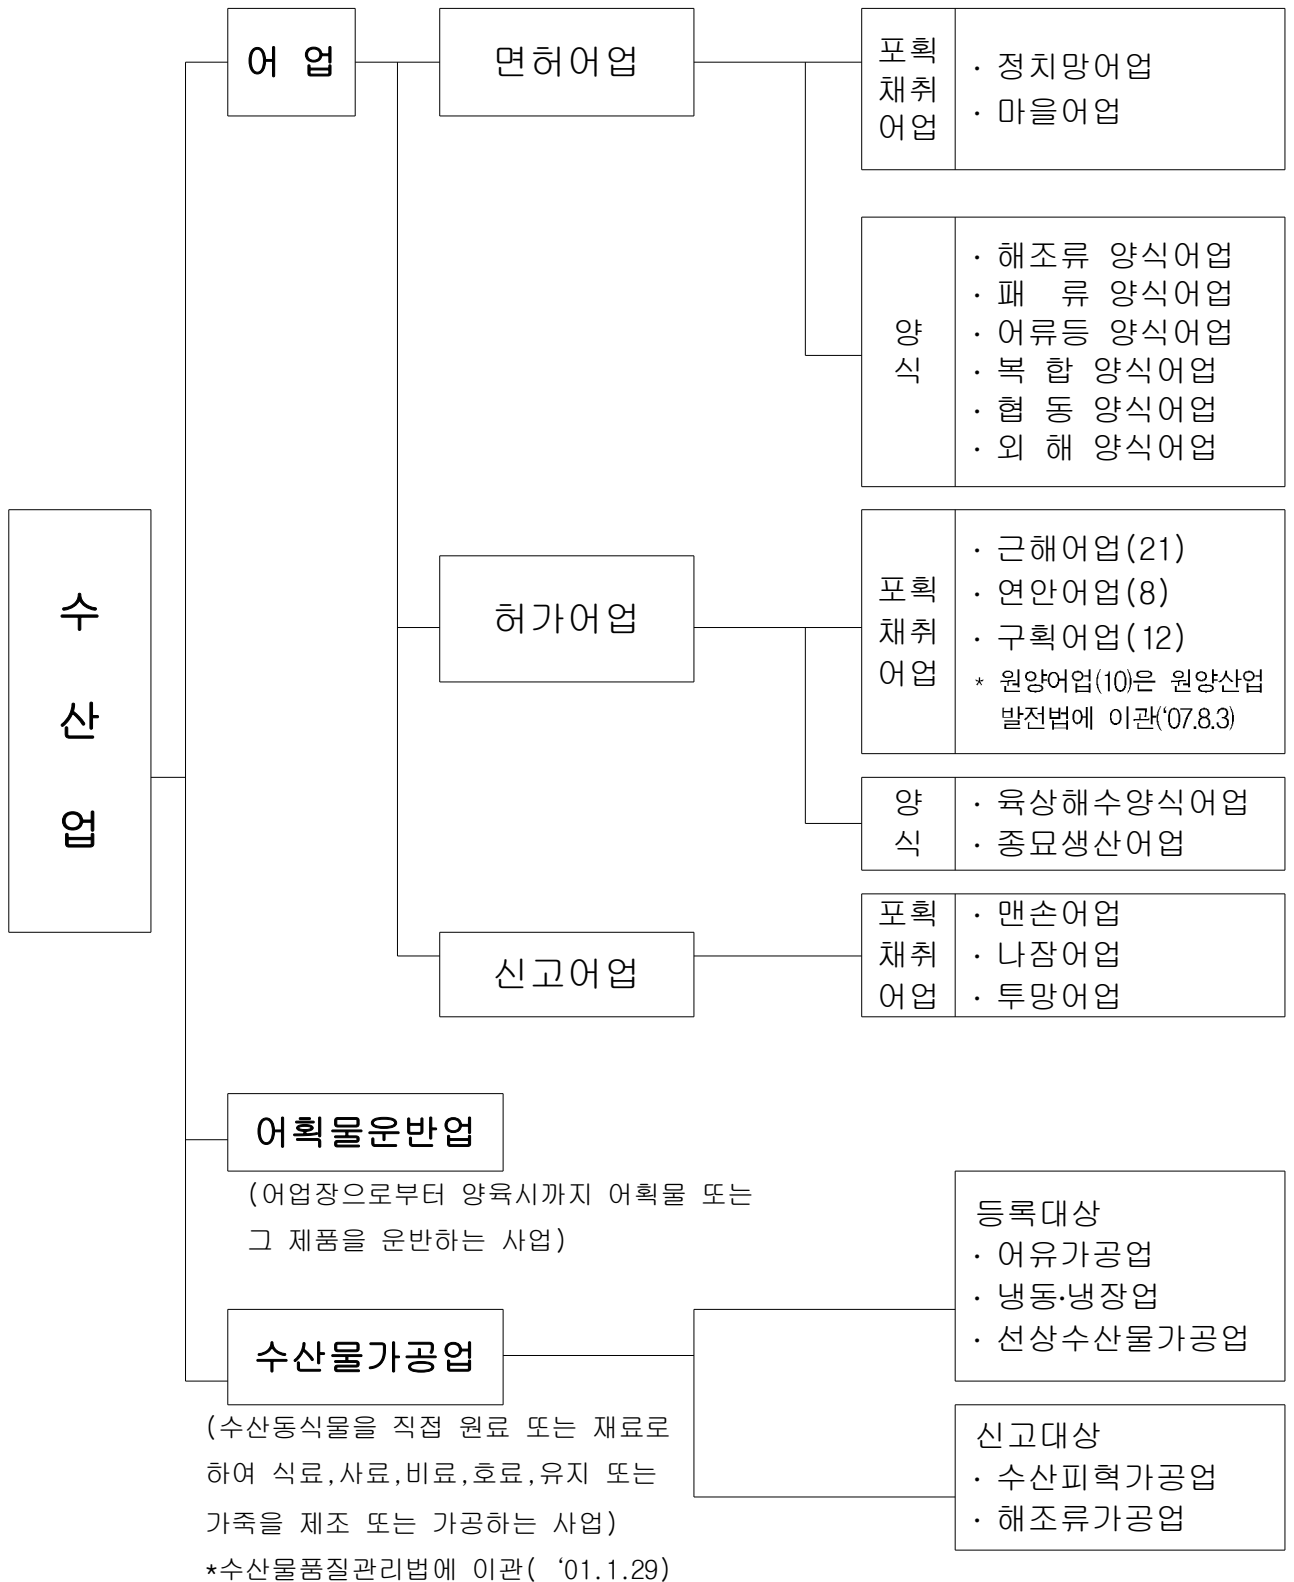 수
산
업
어 업
면허어업
포획
채취
어업
· 정치망어업
· 마을어업
양
식
· 해조류 양식어업
· 패 류 양식어업
· 어류등 양식어업
· 복 합 양식어업
· 협 동 양식어업
· 외 해 양식어업
허가어업
포획
채취
어업
· 근해어업(21)
· 연안어업(8)
· 구획어업(12)
* 원양어업(10)은 원양산업
발전법에 이관(‘07.8.3)
양
식
· 육상해수양식어업
· 종묘생산어업
신고어업
포획
채취
어업
· 맨손어업
· 나잠어업
· 투망어업
어획물운반업
(어업장으로부터 양육시까지 어획물 또는
그 제품을 운반하는 사업)
수산물가공업
(수산동식물을 직접 원료 또는 재료로
하여 식료,사료,비료,호료,유지 또는
가죽을 제조 또는 가공하는 사업)
*수산물품질관리법에 이관( ‘01.1.29)
등록대상
· 어유가공업
· 냉동·냉장업
· 선상수산물가공업
신고대상
· 수산피혁가공업
· 해조류가공업